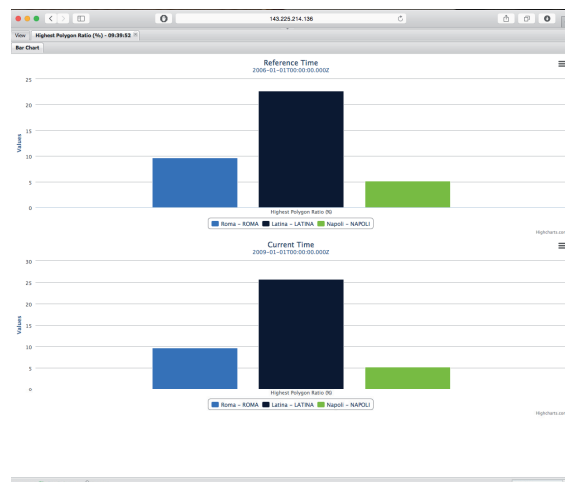 143.225.214.136
View Highest Polygon Ratio (%) - 09:39:53
Bar Chart
Reference Time
2006-01-01T00:00:00.000Z
25
20
15
10
5
0
Values
Highest Polygon Ratio (%)
Roma - ROMA Latina - LATINA Napoli - NAPOLI
Highcharts.com
Current Time
2009-01-01T00:00:00.000Z
30
25
20
15
10
5
0
Values
Highest Polygon Ratio (%)
Roma - ROMA Latina - LATINA Napoli - NAPOLI
Highcharts.com